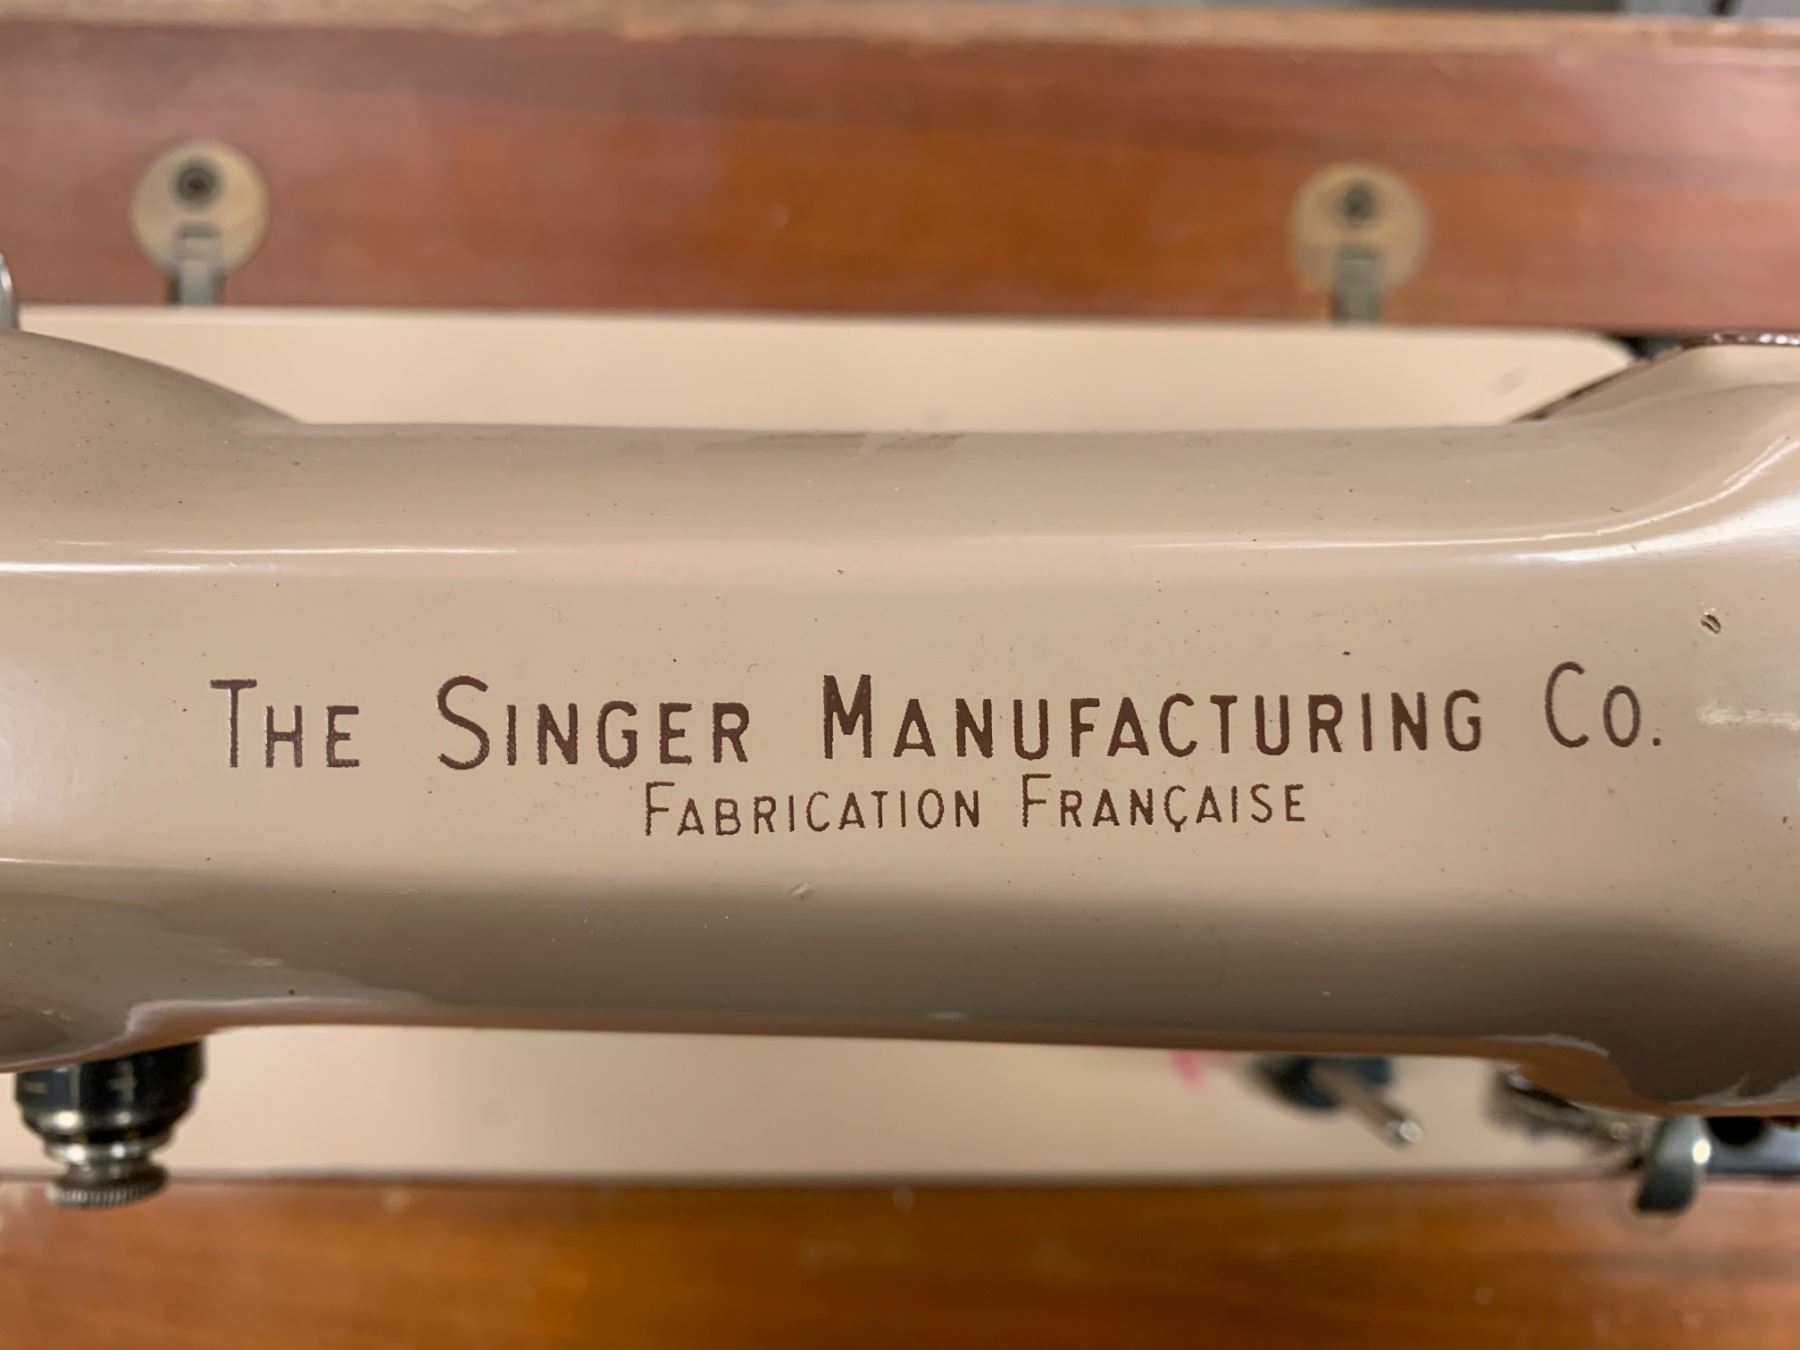 THE SINGER MANUFACTURING CO.
FABRICATION FRANÇAISE